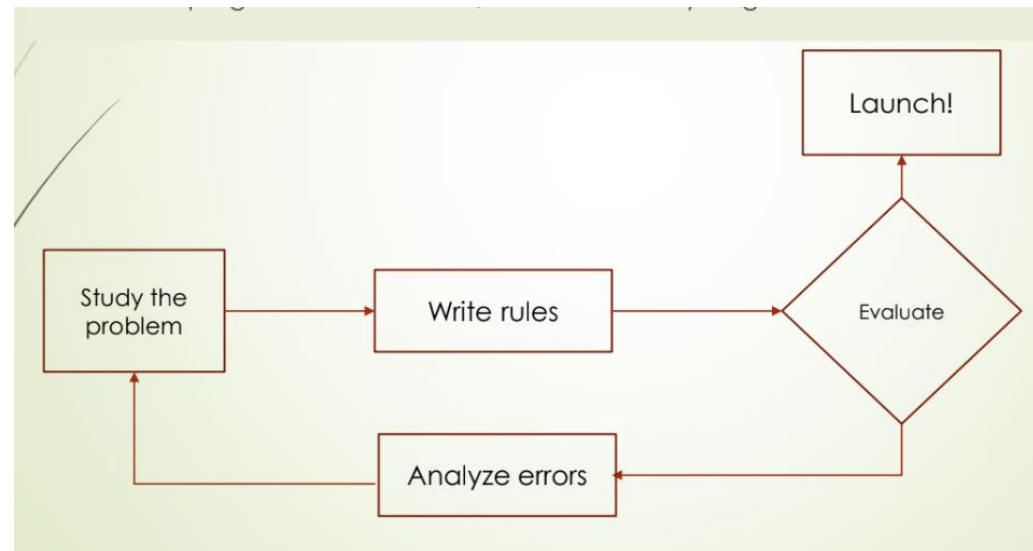 Launch!
Study the
problem
Write rules
Evaluate
Analyze errors